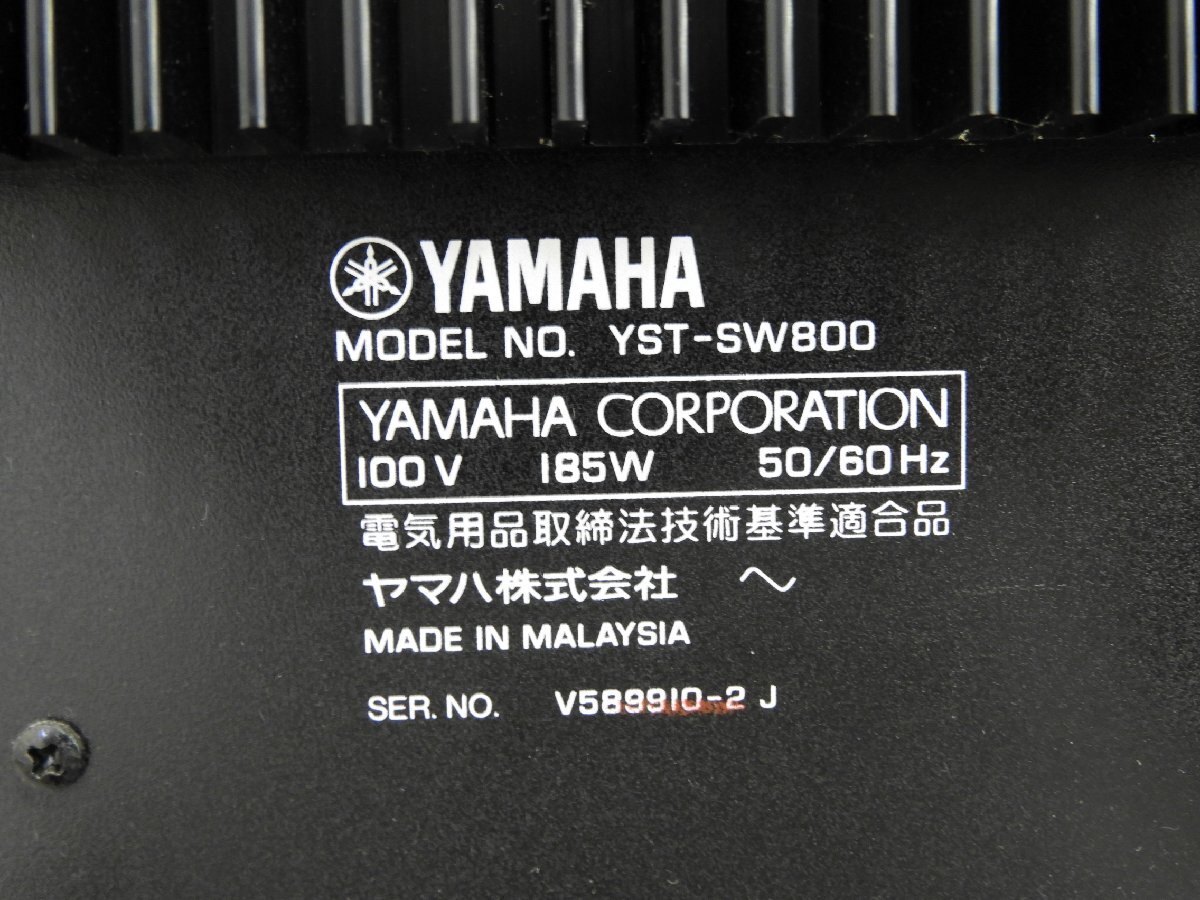 YAMAHA
MODEL NO. YST-SW800
YAMAHA CORPORATION
100V 185W 50/60Hz
電気用品取締法技術基準適合品
ヤマハ株式会社 ～
MADE IN MALAYSIA
SER. NO. V589910-2 J